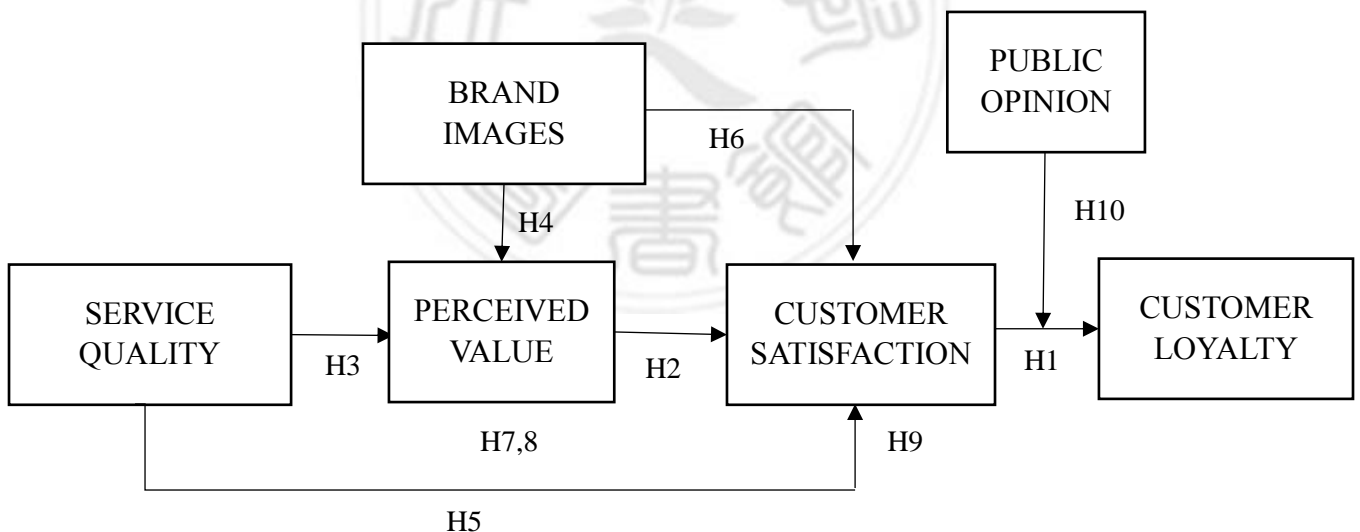 BRAND
IMAGES
PUBLIC
OPINION
H6
H10
H4
書
SERVICE
QUALITY
PERCEIVED
VALUE
CUSTOMER
SATISFACTION
CUSTOMER
LOYALTY
H3
H2
H1
H7,8
H9
H5